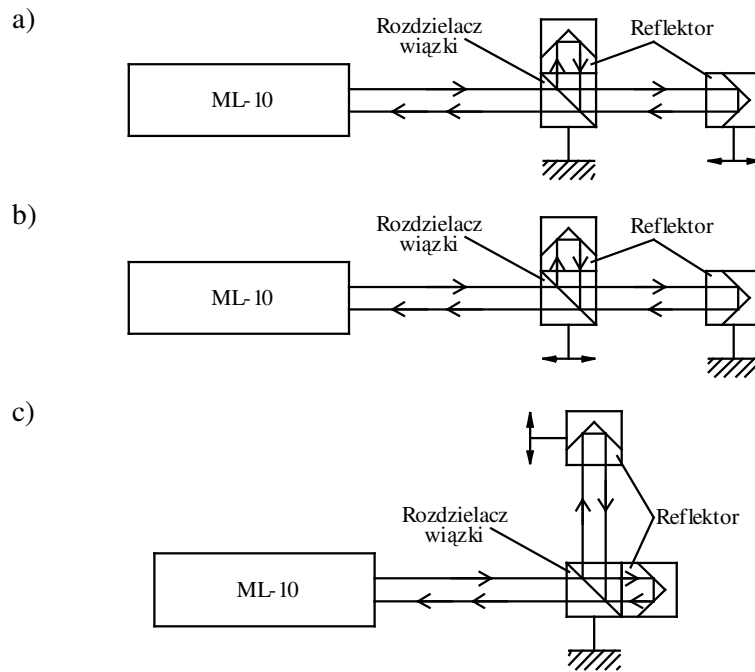 a)
Rozdzielacz
wiązki
Reflektor
ML-10
b)
Rozdzielacz
wiązki
Reflektor
ML-10
c)
Rozdzielacz
wiązki
Reflektor
ML-10